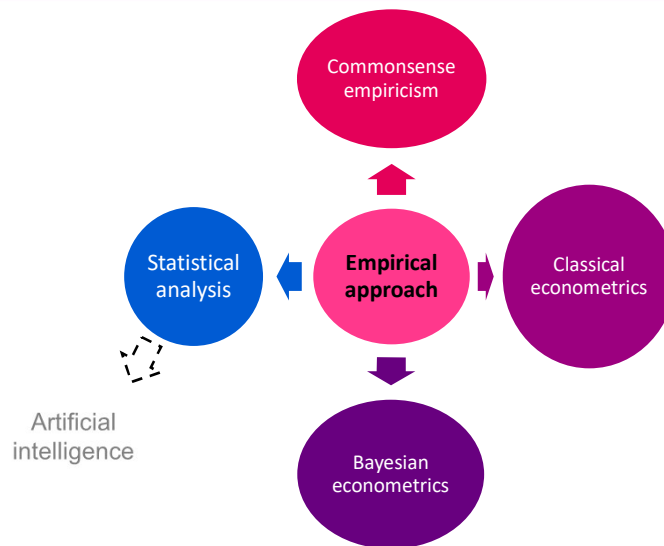 Commonsense
empiricism
Statistical
analysis
Empirical
approach
Classical
econometrics
Artificial
intelligence
Bayesian
econometrics